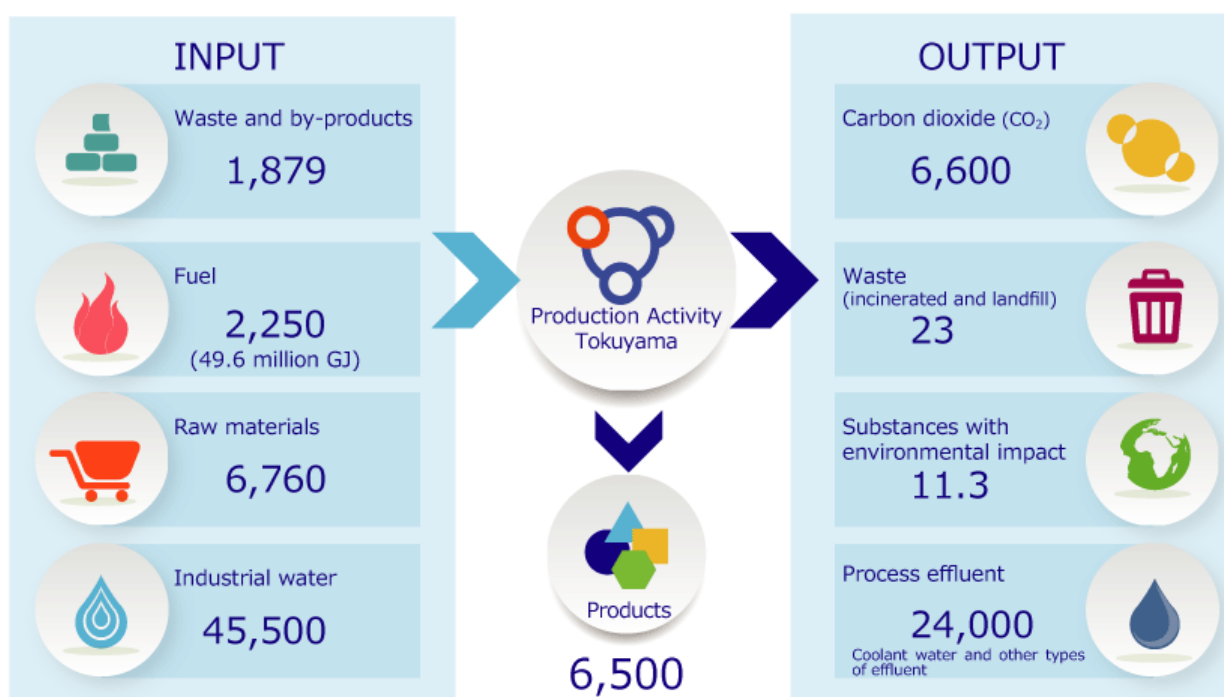 INPUT
Waste and by-products
1,879
Fuel
2,250
(49.6 million GJ)
Raw materials
6,760
Industrial water
45,500
Production Activity
Tokuyama
Products
6,500
OUTPUT
Carbon dioxide (CO₂)
6,600
Waste
(incinerated and landfill)
23
Substances with
environmental impact
11.3
Process effluent
24,000
Coolant water and other types
of effluent